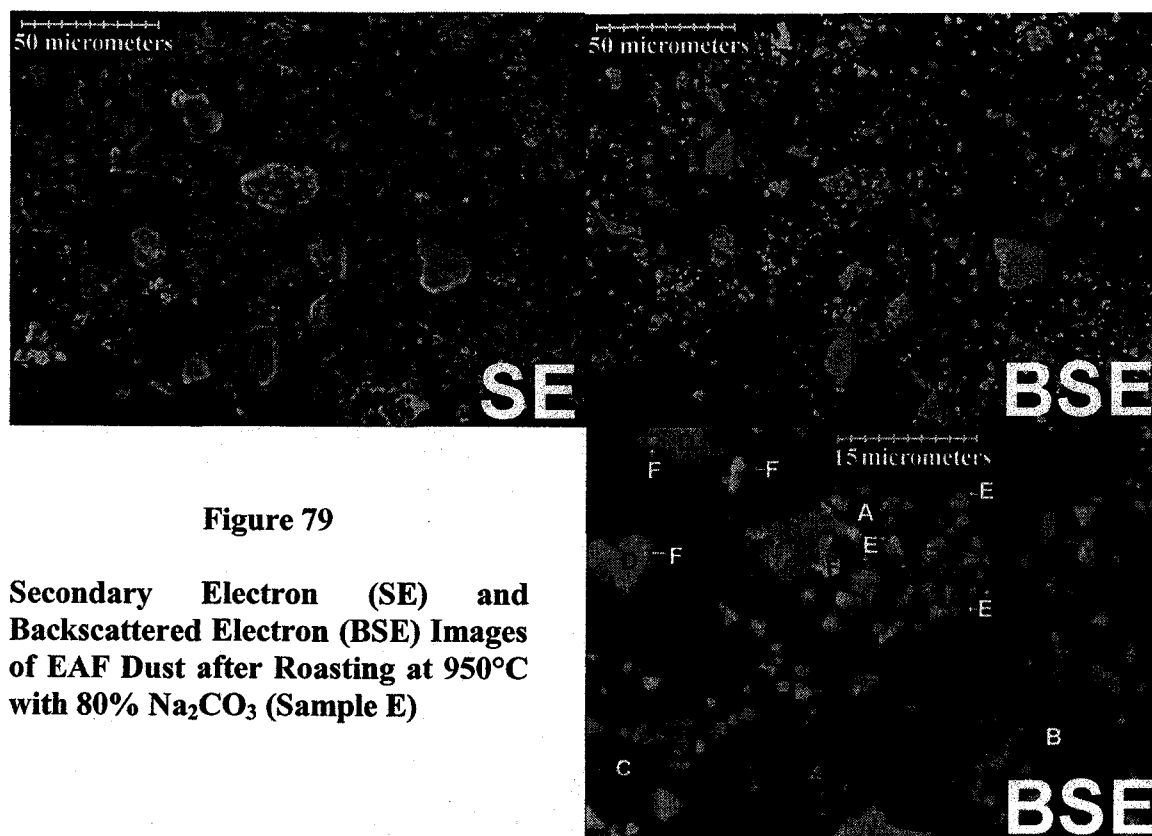 50 micrometers
50 micrometers
SE
BSE
F
F
15 micrometers
E
A
E
D
F
E
B
C
BSE
Figure 79
Secondary Electron (SE) and
Backscattered Electron (BSE) Images
of EAF Dust after Roasting at 950°C
with 80% Na₂CO₃ (Sample E)